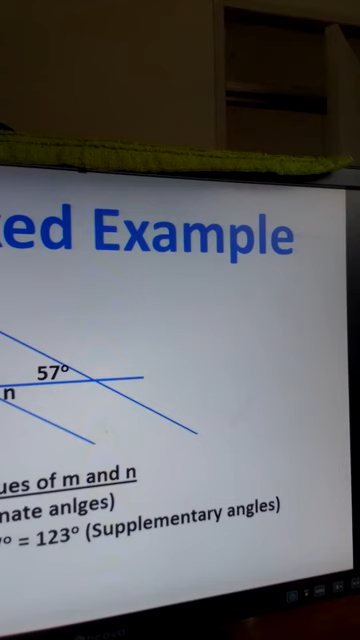 ed Example
57°
n
ues of m and n
nate anlges)
° = 123° (Supplementary angles)